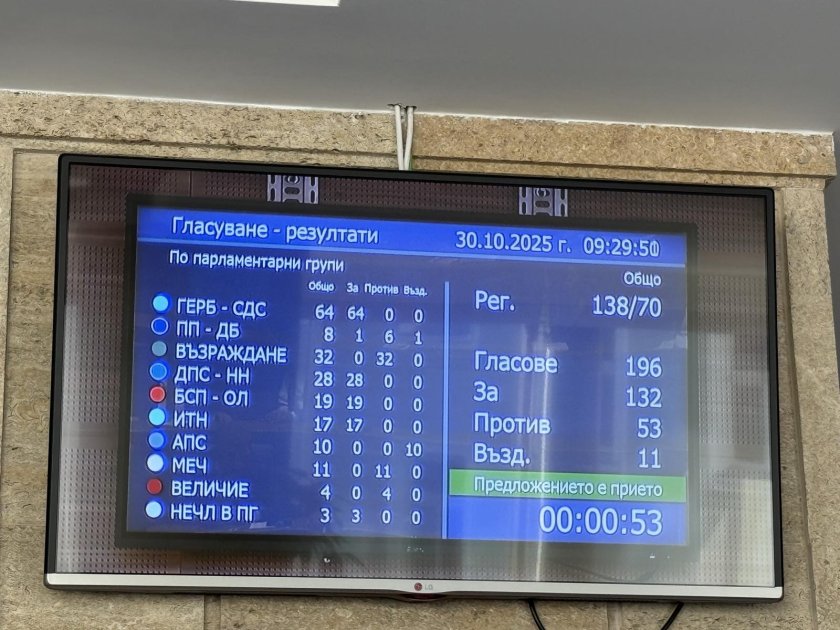 Гласуване - резултати 30.10.2025 г. 09:29:50
По парламентарни групи
Общо За Против Възд.
ГЕРБ - СДС 64 64 0 0
ПП - ДБ 8 1 6 1
ВЪЗРАЖДАНЕ 32 0 32 0
ДПС - НН 28 28 0 0
БСП - ОЛ 19 19 0 0
ИТН 17 17 0 0
АПС 10 0 0 10
МЕЧ 11 0 11 0
ВЕЛИЧИЕ 4 0 4 0
НЕЧЛ В ПГ 3 3 0 0
Общо
Рег. 138/70
Гласове 196
За 132
Против 53
Възд. 11
Предложението е прието
00:00:53
LG